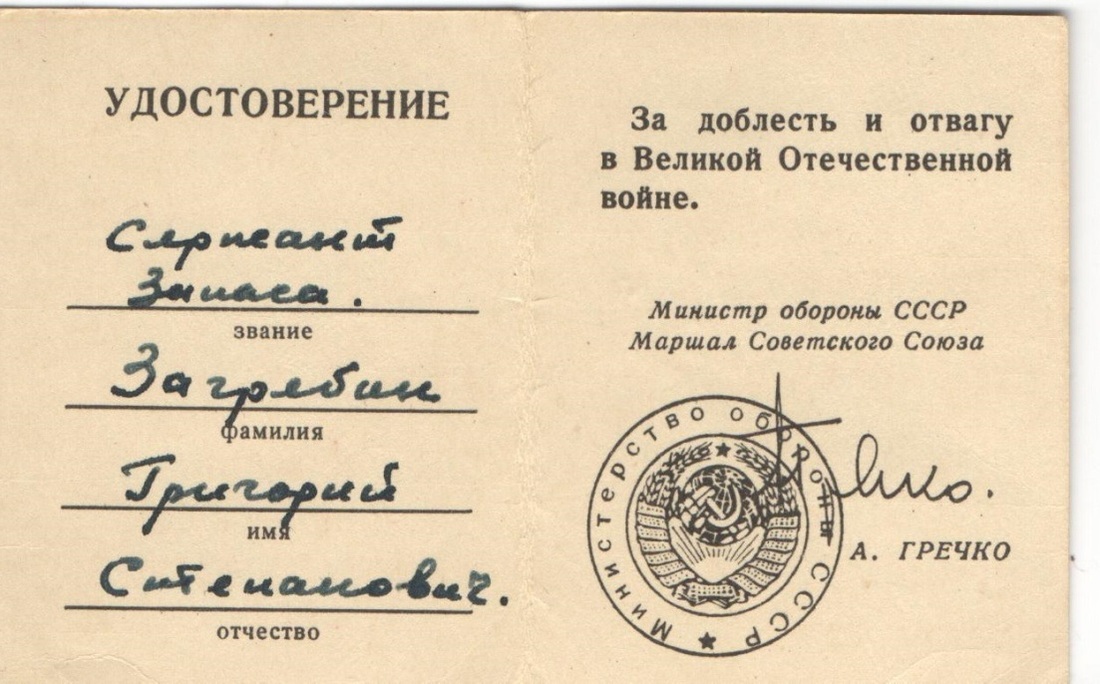 УДОСТОВЕРЕНИЕ
Сержант
Запаса.
звание
Загребин
фамилия
Григорий
имя
Степанович.
отчество
За доблесть и отвагу
в Великой Отечественной
войне.
Министр обороны СССР
Маршал Советского Союза
Министерство обороны СССР
А. ГРЕЧКО